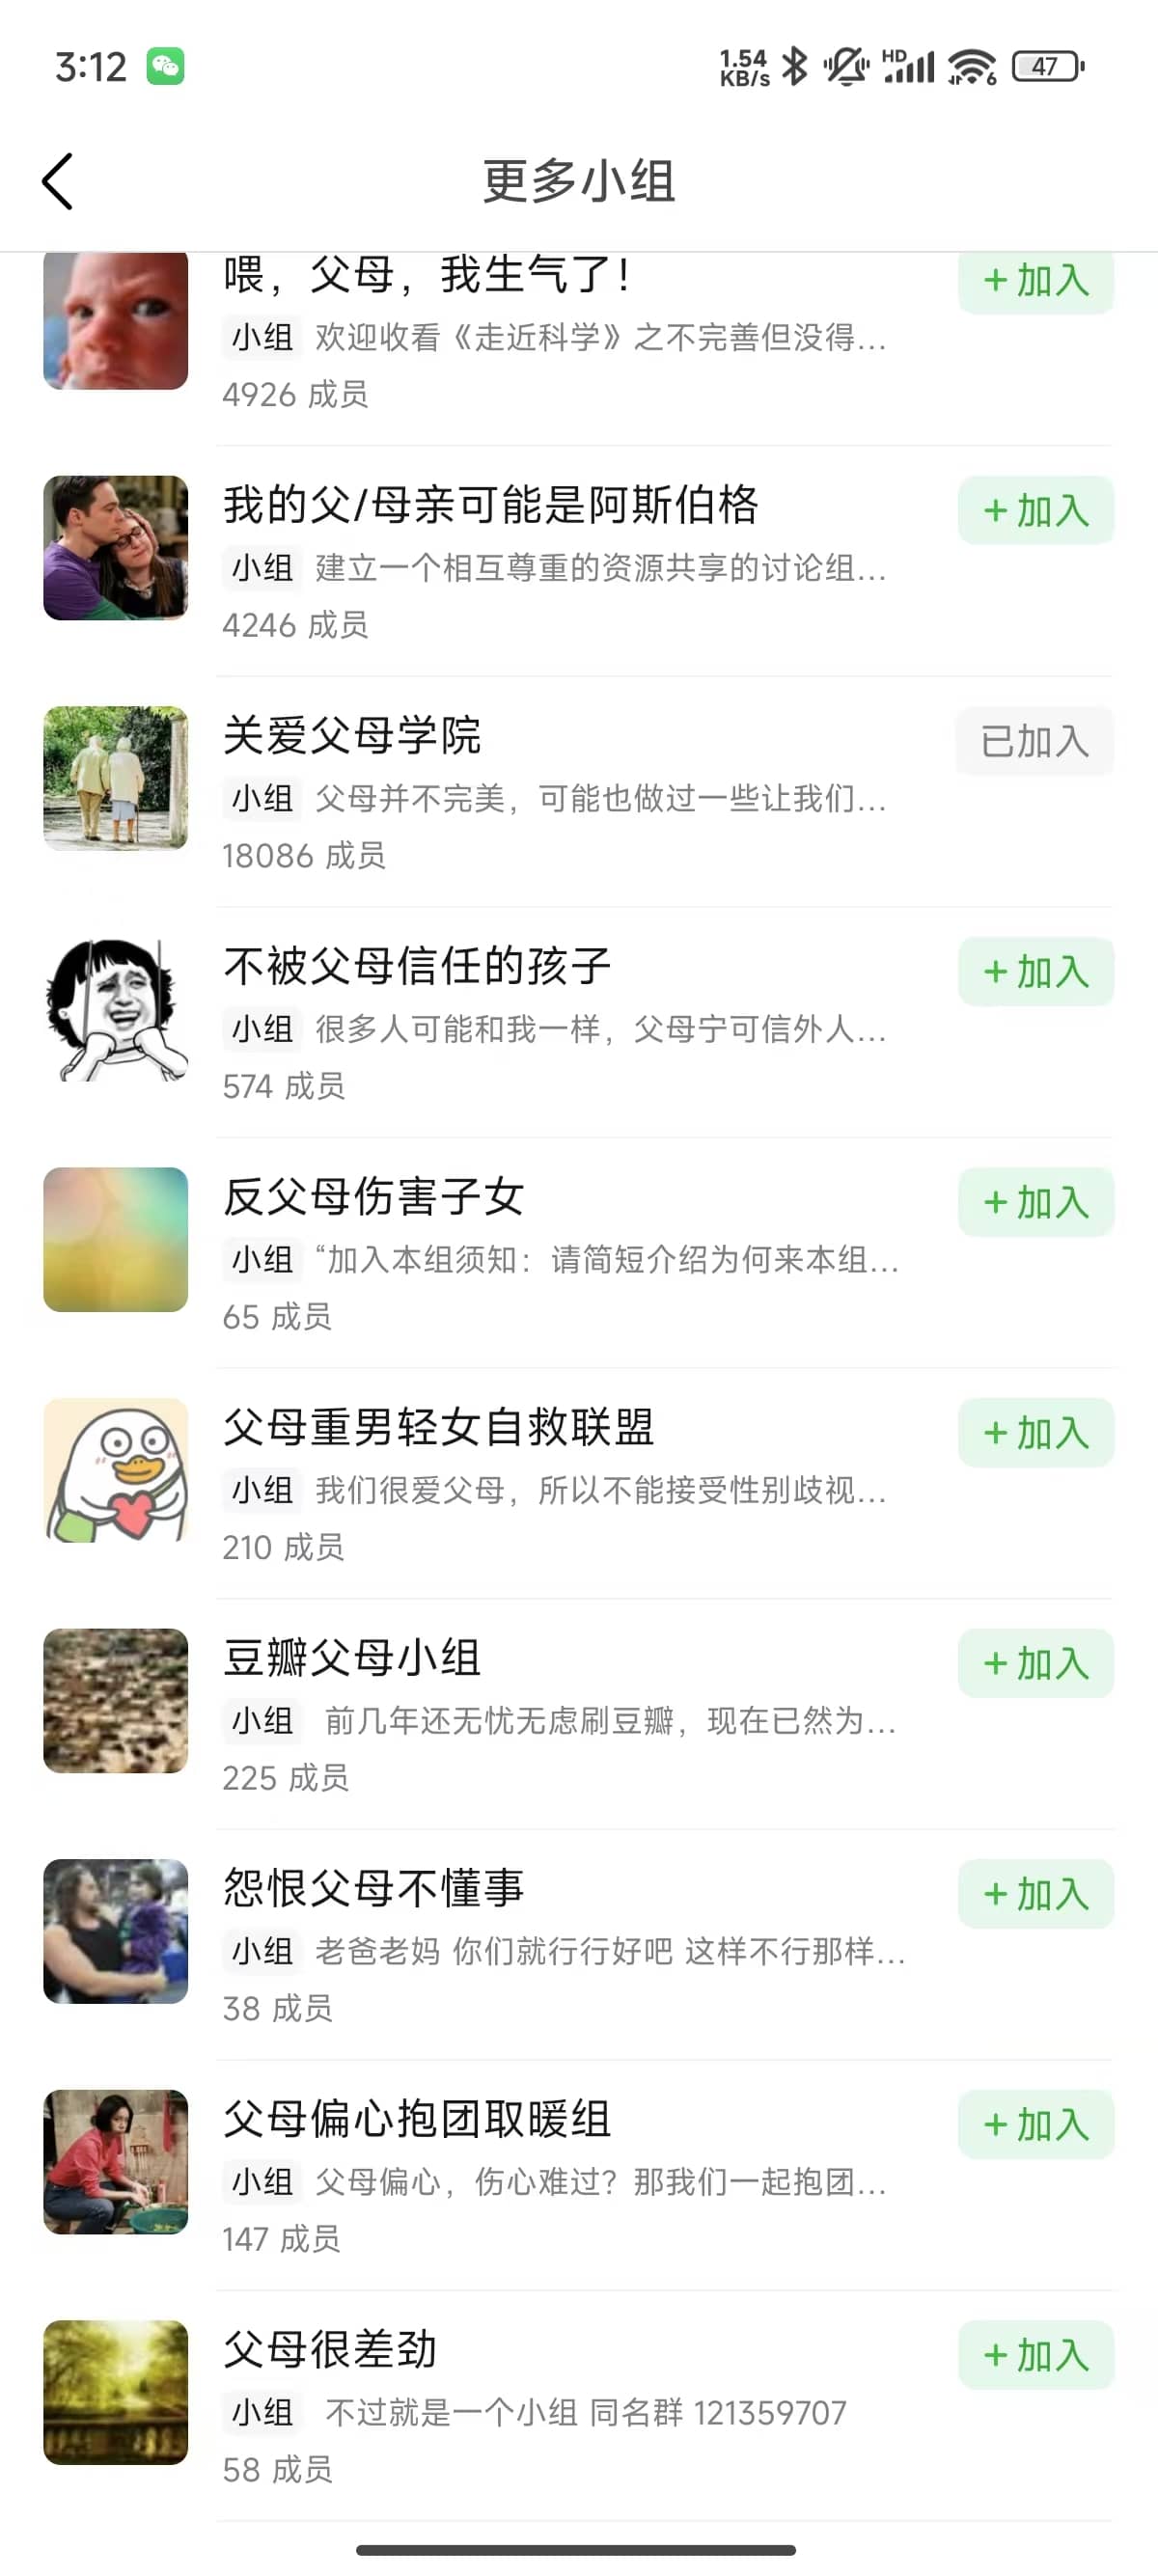 3:12
1.54 KB/s
HD
6
47
更多小组
喂，父母，我生气了！
+ 加入
小组 欢迎收看《走近科学》之不完善但没得...
4926 成员
我的父/母亲可能是阿斯伯格
+ 加入
小组 建立一个相互尊重的资源共享的讨论组...
4246 成员
关爱父母学院
已加入
小组 父母并不完美，可能也做过一些让我们...
18086 成员
不被父母信任的孩子
+ 加入
小组 很多人可能和我一样，父母宁可信外人...
574 成员
反父母伤害子女
+ 加入
小组 “加入本组须知：请简短介绍为何来本组...
65 成员
父母重男轻女自救联盟
+ 加入
小组 我们很爱父母，所以不能接受性别歧视...
210 成员
豆瓣父母小组
+ 加入
小组 前几年还无忧无虑刷豆瓣，现在已然为...
225 成员
怨恨父母不懂事
+ 加入
小组 老爸老妈 你们就行行好吧 这样不行那样...
38 成员
父母偏心抱团取暖组
+ 加入
小组 父母偏心，伤心难过？那我们一起抱团...
147 成员
父母很差劲
+ 加入
小组 不过就是一个小组 同名群 121359707
58 成员